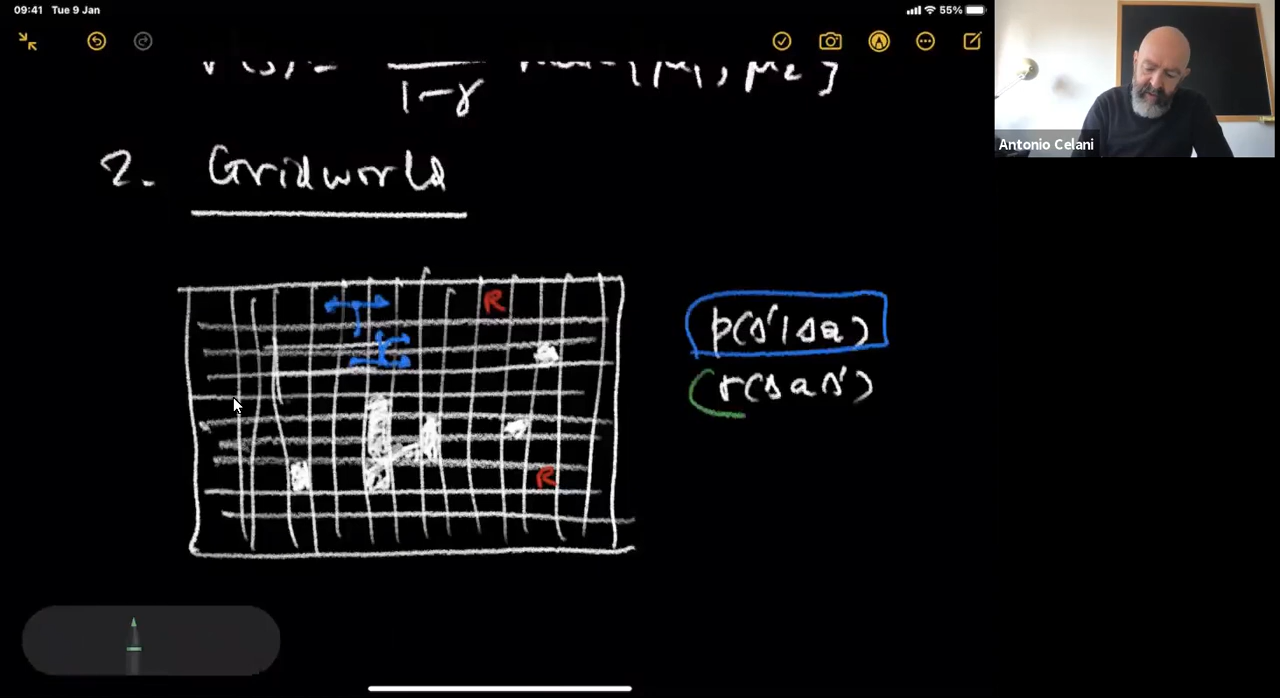 09:41 Tue 9 Jan
55%
1-γ
Antonio Celani
2. Gridworld
R
p(s'|sa)
r(sas')
R